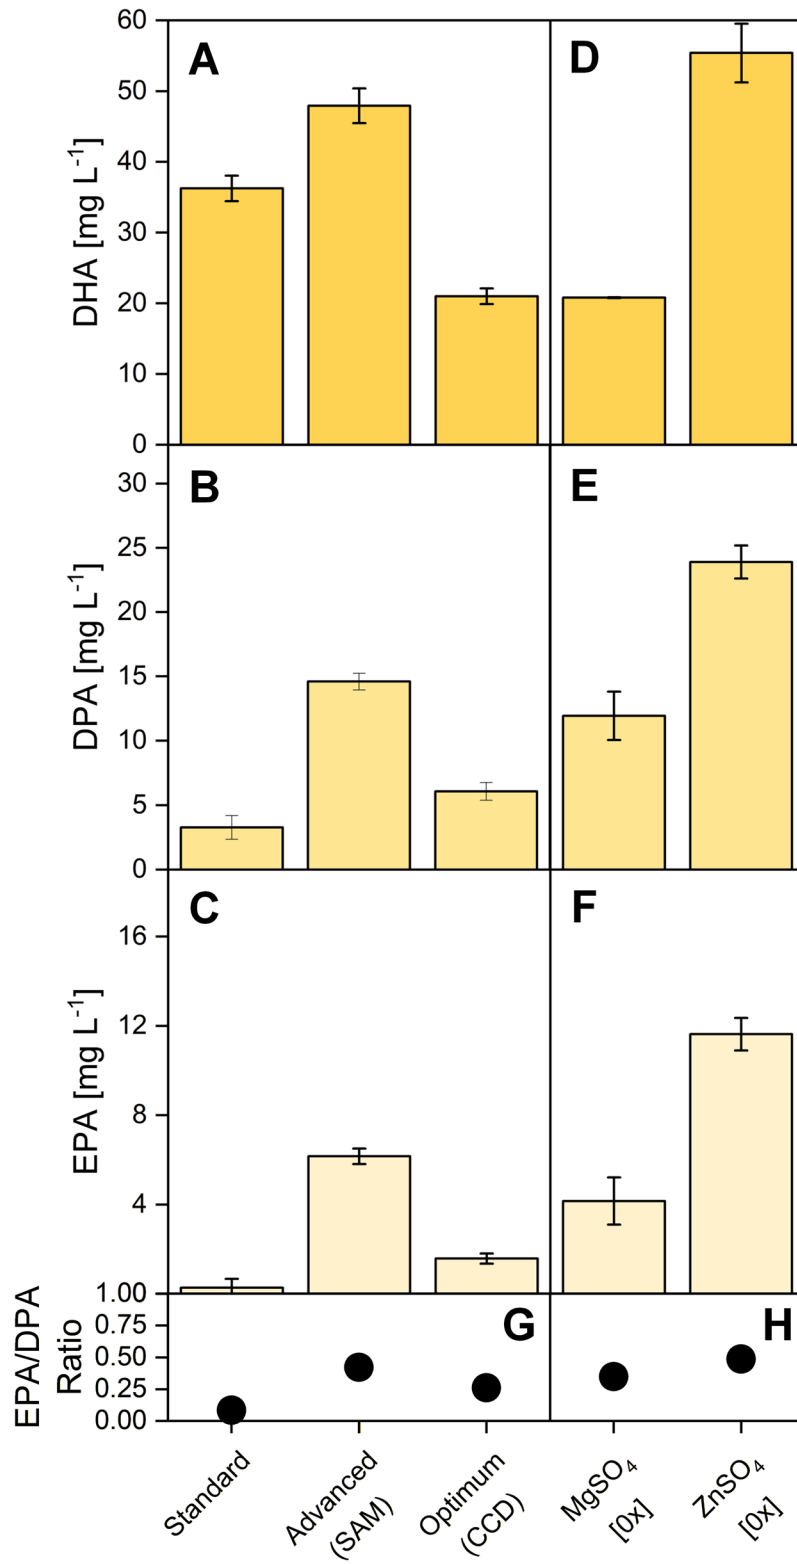 A
D
DHA [mg L⁻¹]
60
50
40
30
20
10
0
B
E
DPA [mg L⁻¹]
30
25
20
15
10
5
0
C
F
EPA [mg L⁻¹]
16
12
8
4
G
H
EPA/DPA
Ratio
1.00
0.75
0.50
0.25
0.00
Standard
Advanced
(SAM)
Optimum
(CCD)
MgSO₄
[0x]
ZnSO₄
[0x]